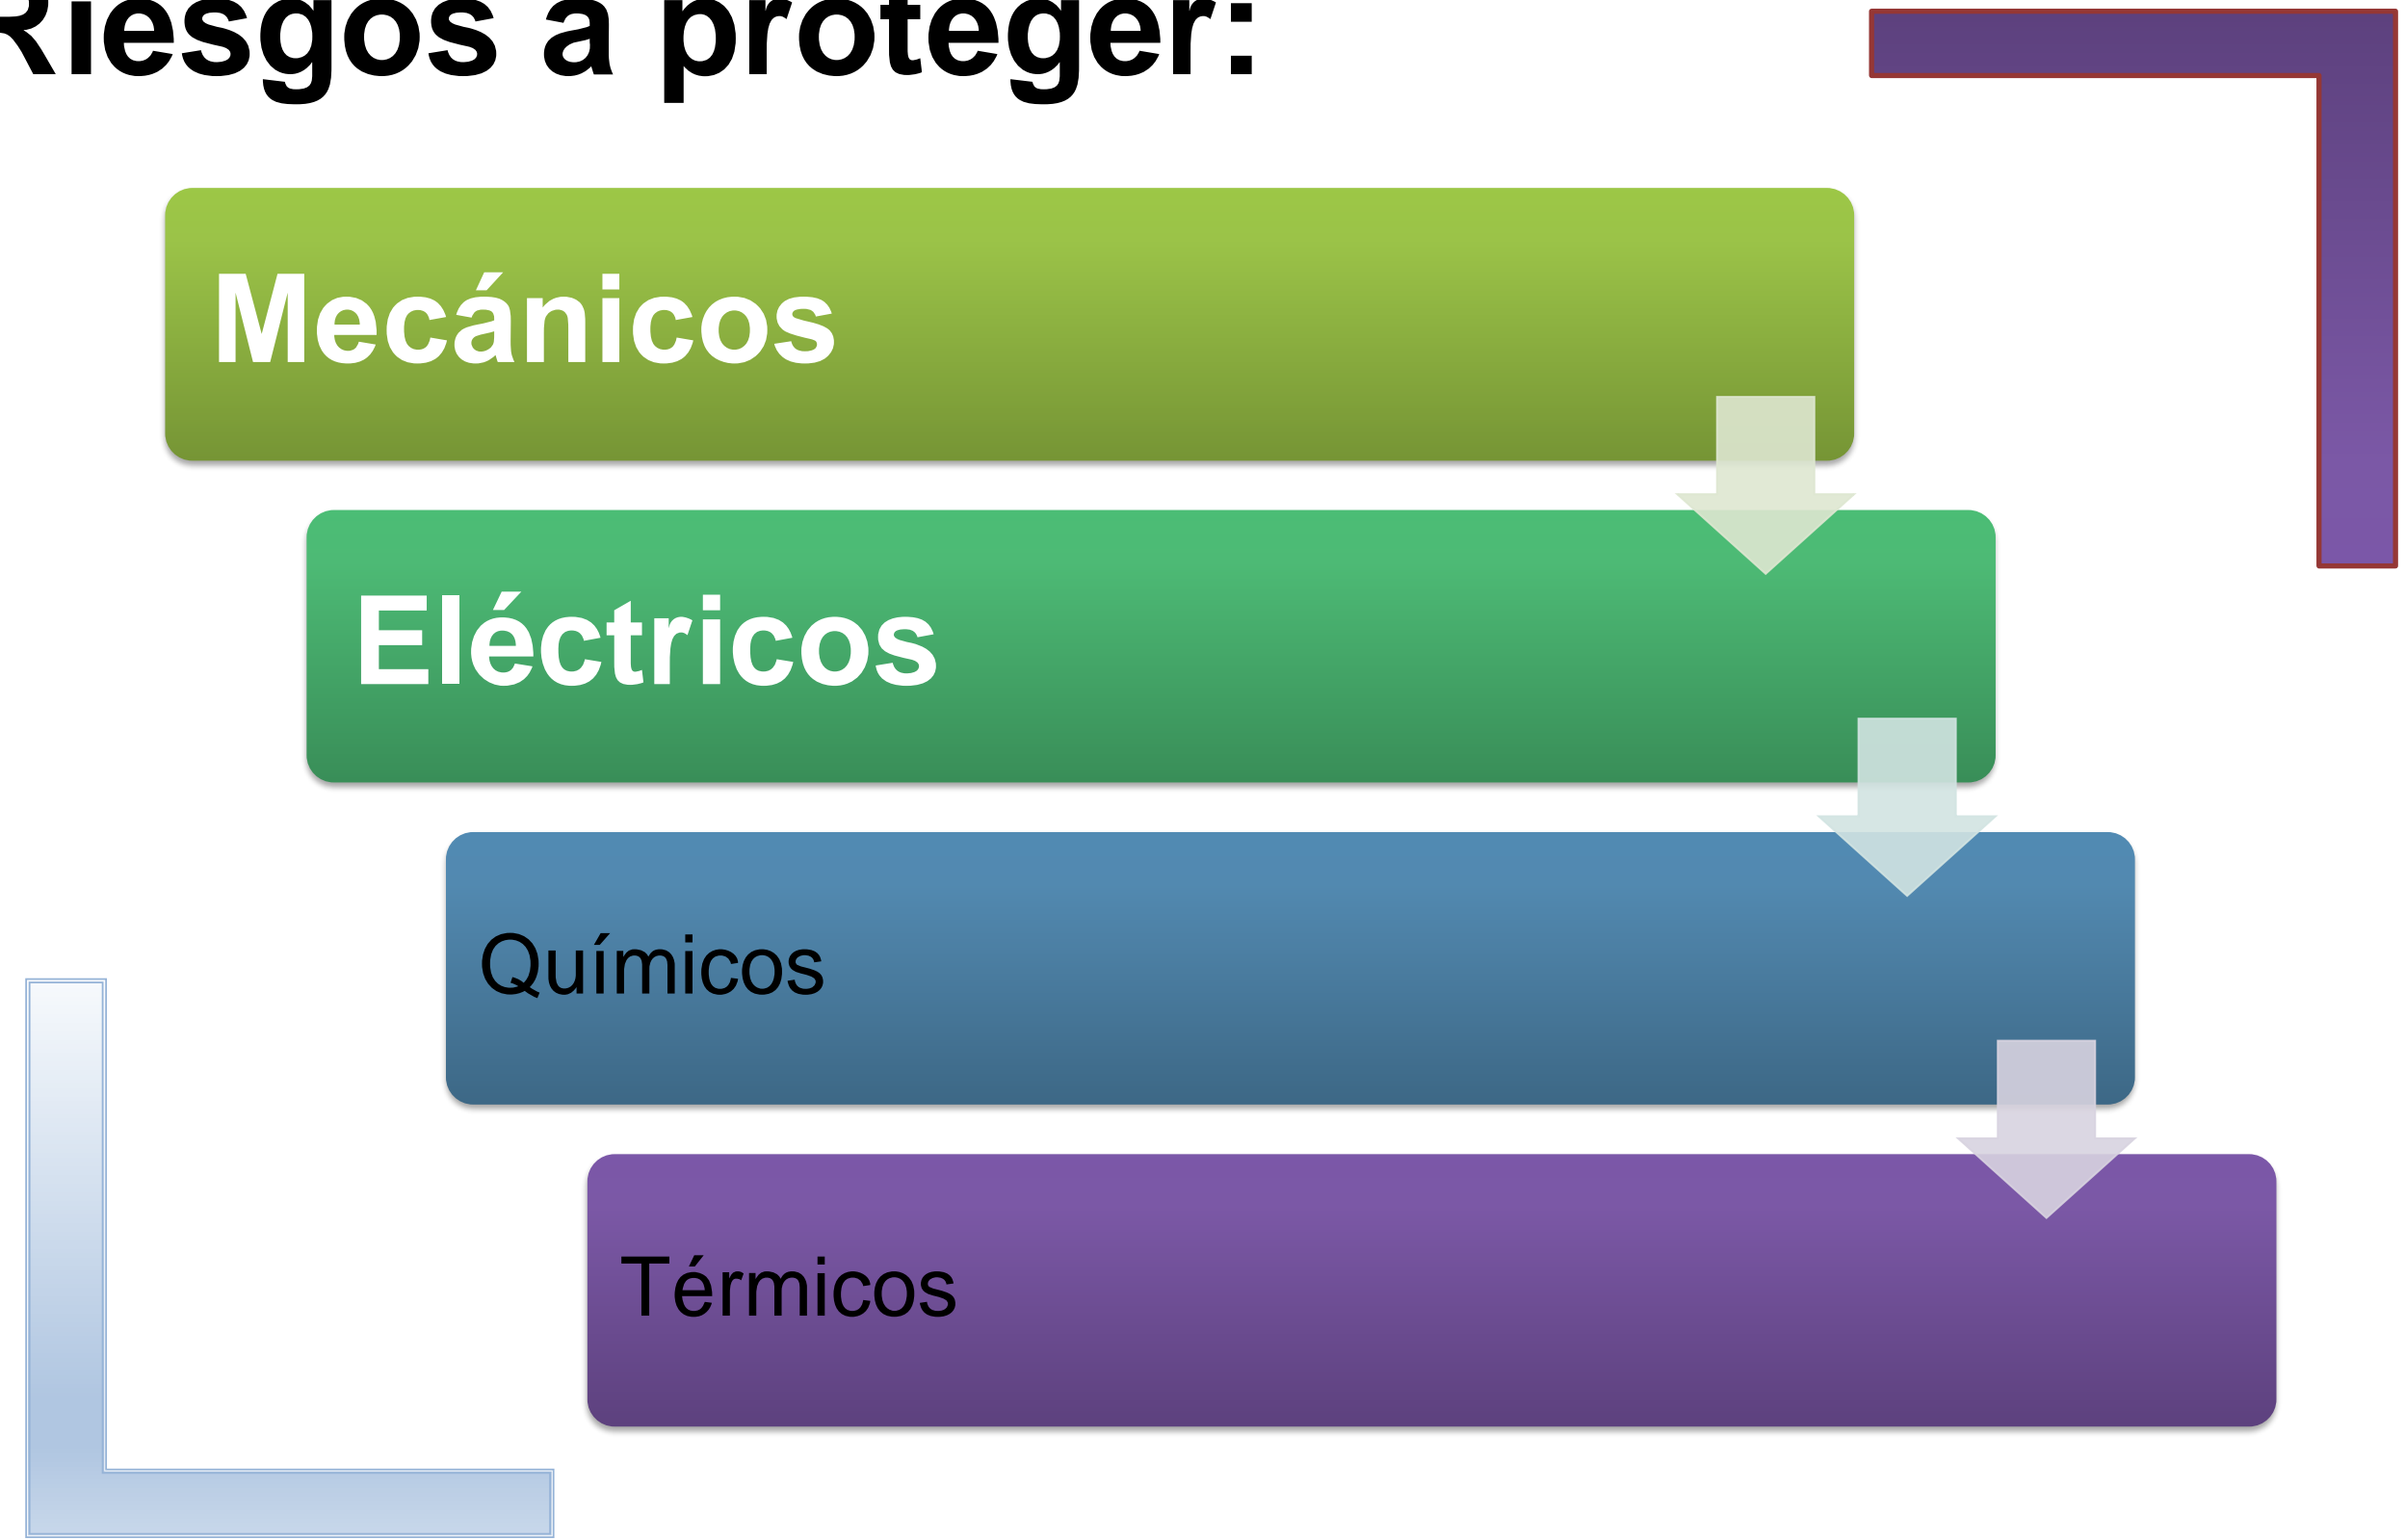 Riesgos a proteger:
Mecánicos
Eléctricos
Químicos
Térmicos